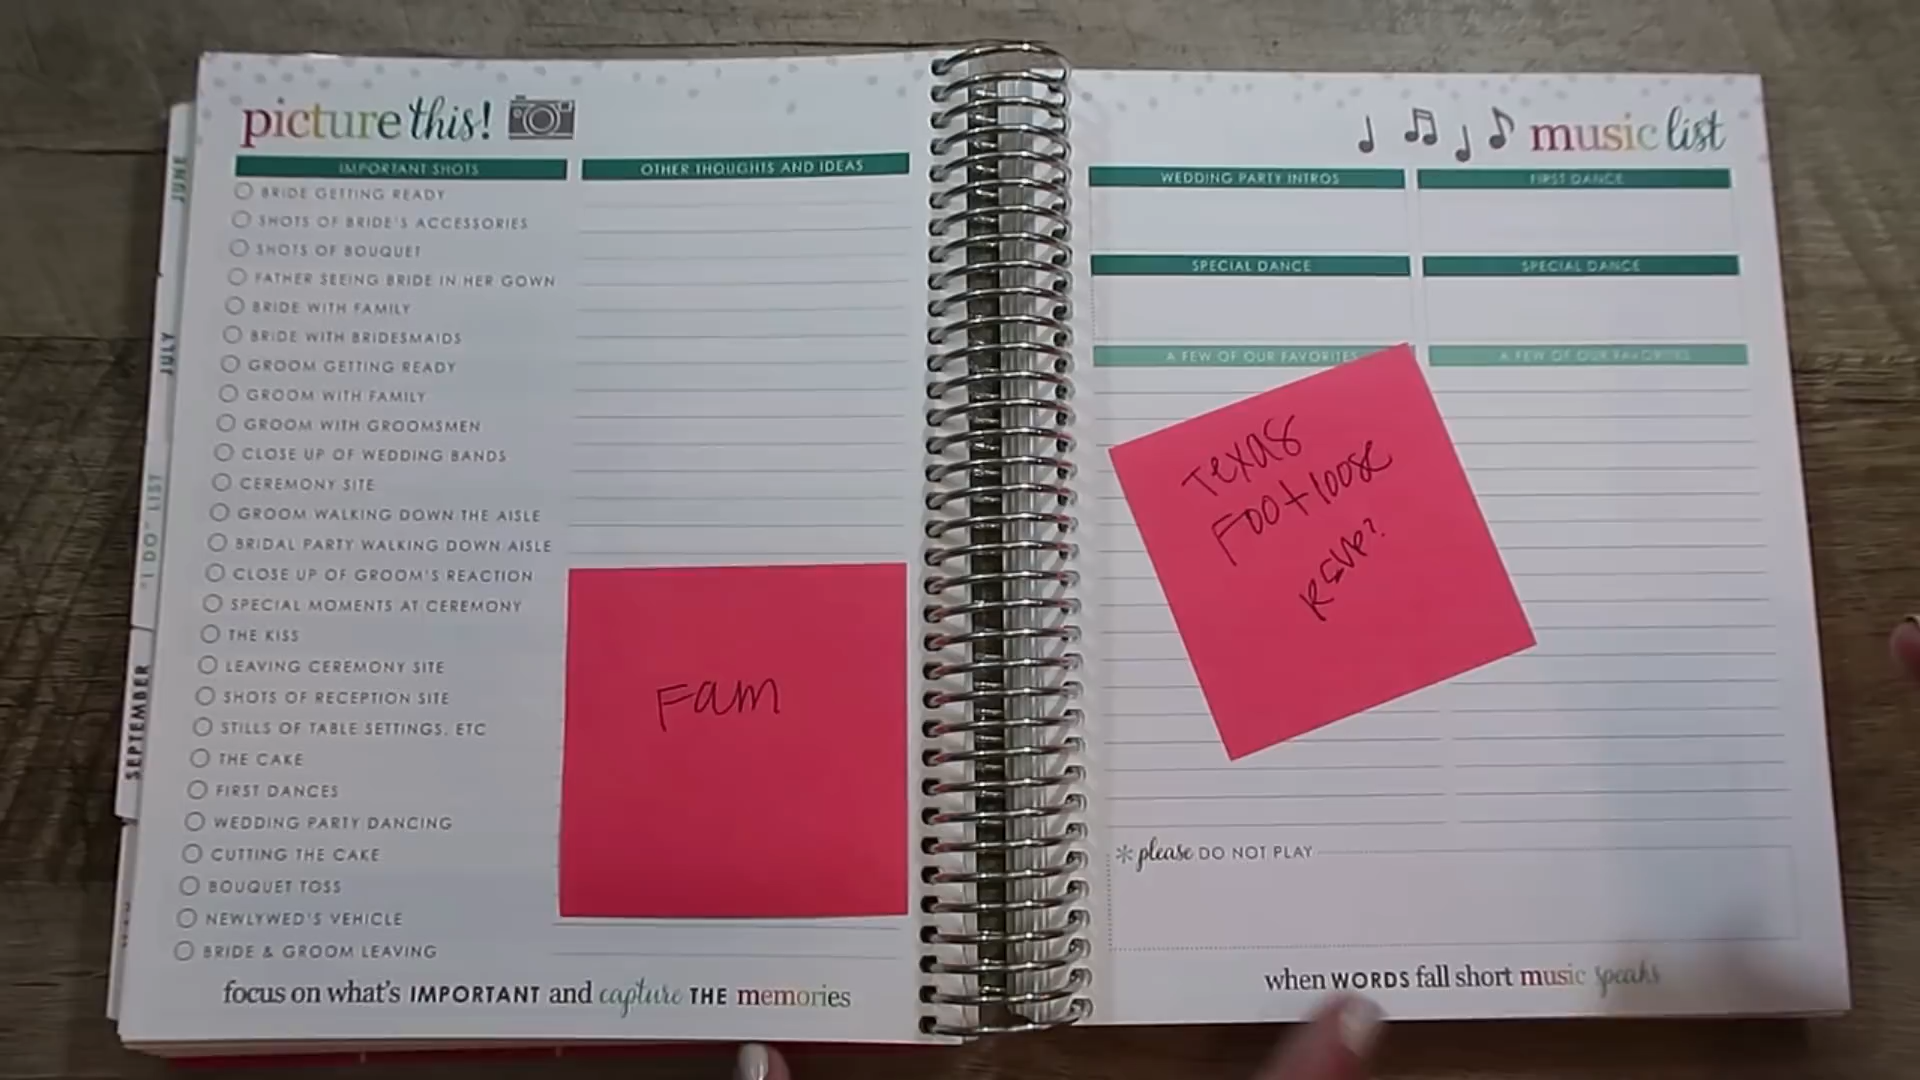 picture this!
IMPORTANT SHOTS
BRIDE GETTING READY
SHOTS OF BRIDE'S ACCESSORIES
SHOTS OF BOUQUET
FATHER SEEING BRIDE IN HER GOWN
BRIDE WITH FAMILY
BRIDE WITH BRIDESMAIDS
GROOM GETTING READY
GROOM WITH FAMILY
GROOM WITH GROOMSMEN
CLOSE UP OF WEDDING BANDS
CEREMONY SITE
GROOM WALKING DOWN THE AISLE
BRIDAL PARTY WALKING DOWN AISLE
CLOSE UP OF GROOM'S REACTION
SPECIAL MOMENTS AT CEREMONY
THE KISS
LEAVING CEREMONY SITE
SHOTS OF RECEPTION SITE
STILLS OF TABLE SETTINGS, ETC
THE CAKE
FIRST DANCES
WEDDING PARTY DANCING
CUTTING THE CAKE
BOUQUET TOSS
NEWLYWED'S VEHICLE
BRIDE & GROOM LEAVING
OTHER THOUGHTS AND IDEAS
Fam
focus on what's IMPORTANT and capture THE memories
JUNE
JULY
"I DO" LIST
SEPTEMBER
music list
WEDDING PARTY INTROS
FIRST DANCE
SPECIAL DANCE
SPECIAL DANCE
A FEW OF OUR FAVORITES
A FEW OF OUR FAVORITES
Texas
Footloose
*please DO NOT PLAY
when WORDS fall short music speaks